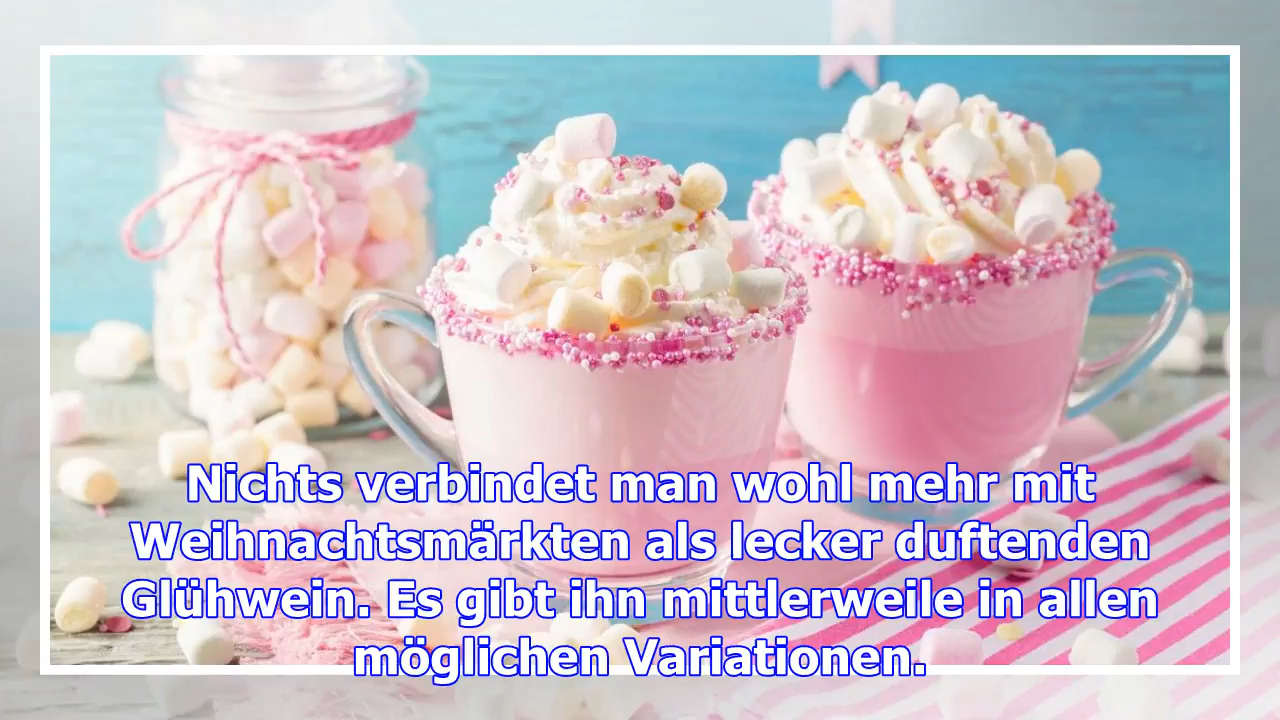 Nichts verbindet man wohl mehr mit
Weihnachtsmärkten als lecker duftenden
Glühwein. Es gibt ihn mittlerweile in allen
möglichen Variationen.